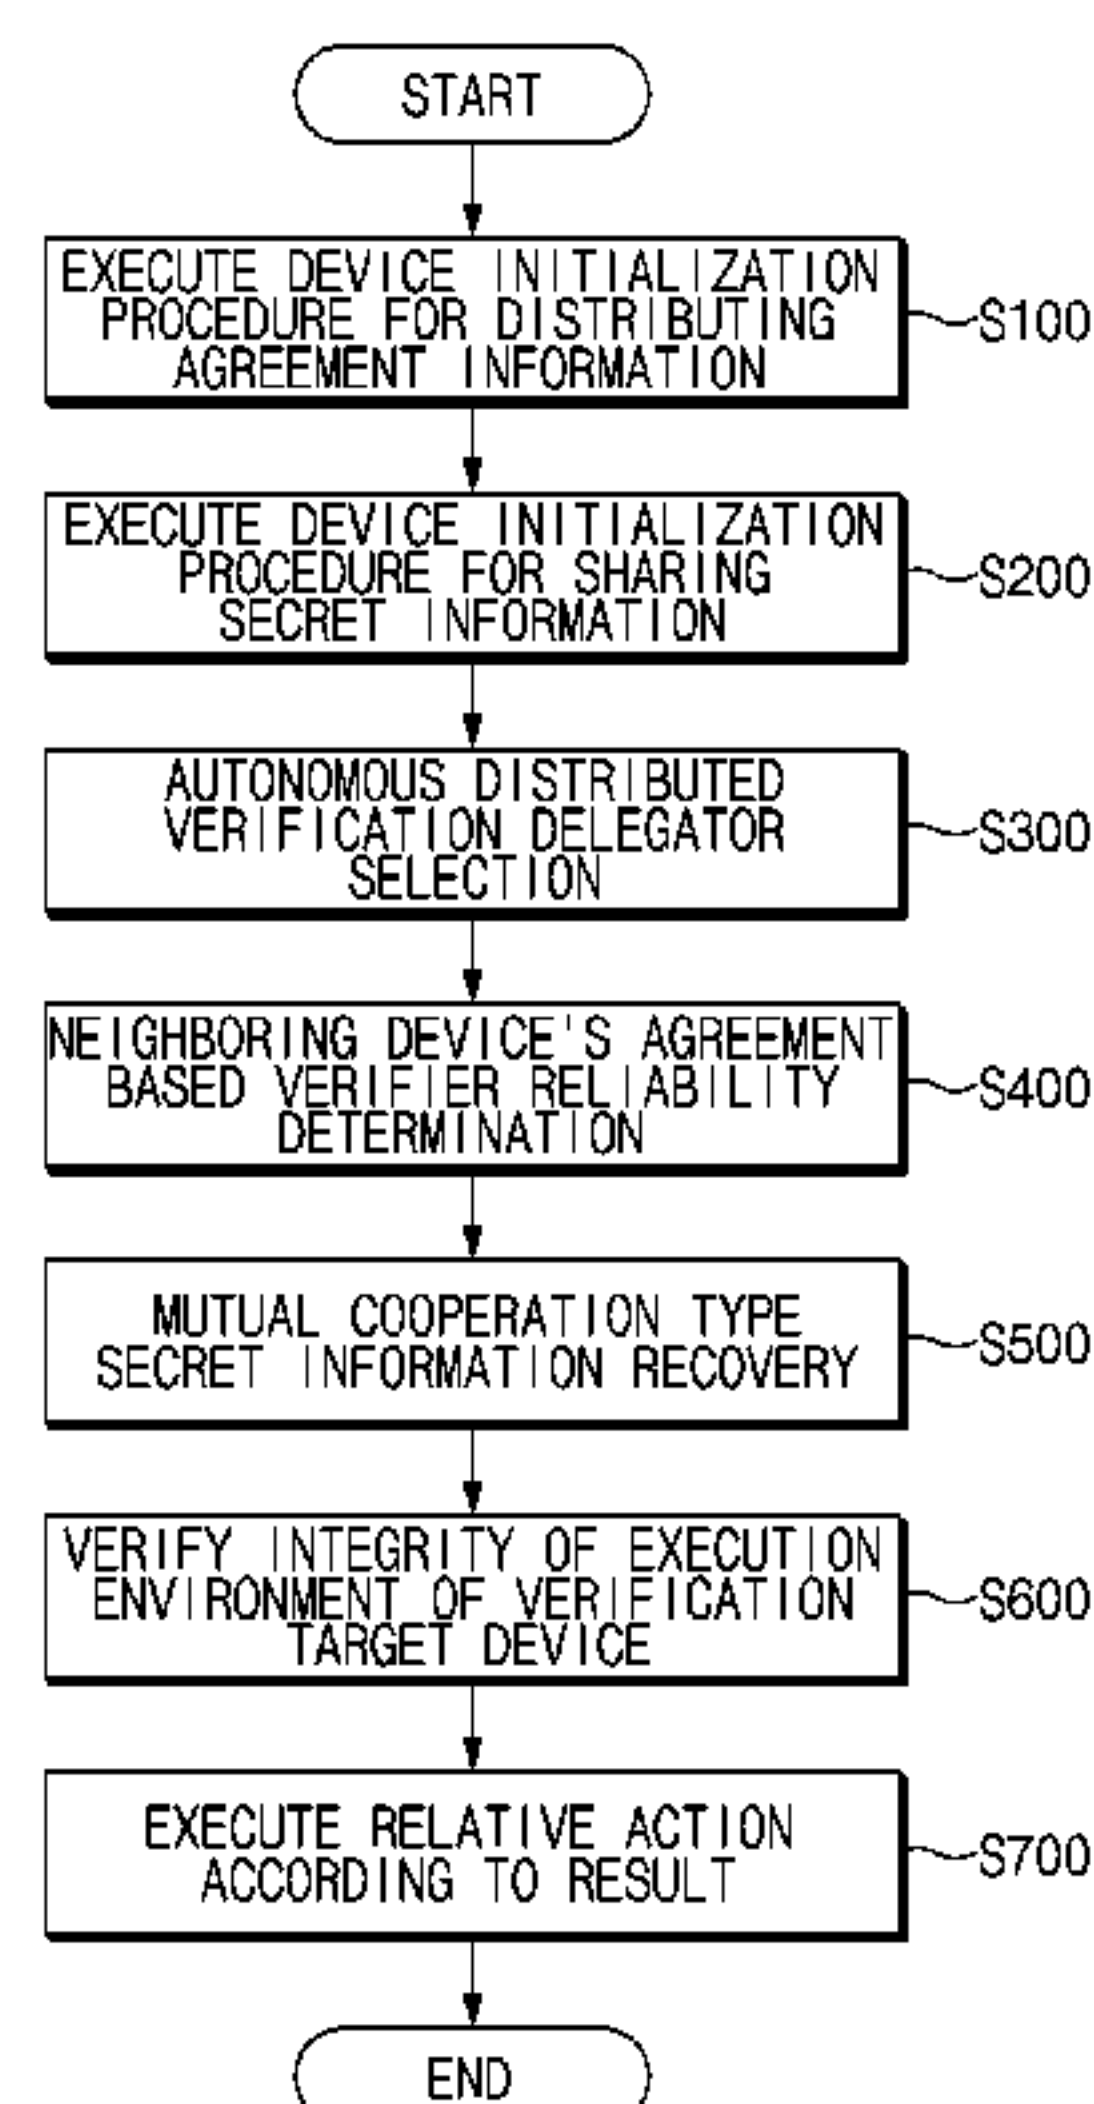 START
EXECUTE DEVICE INITIALIZATION
PROCEDURE FOR DISTRIBUTING
AGREEMENT INFORMATION
S100
EXECUTE DEVICE INITIALIZATION
PROCEDURE FOR SHARING
SECRET INFORMATION
S200
AUTONOMOUS DISTRIBUTED
VERIFICATION DELEGATOR
SELECTION
S300
NEIGHBORING DEVICE'S AGREEMENT
BASED VERIFIER RELIABILITY
DETERMINATION
S400
MUTUAL COOPERATION TYPE
SECRET INFORMATION RECOVERY
S500
VERIFY INTEGRITY OF EXECUTION
ENVIRONMENT OF VERIFICATION
TARGET DEVICE
S600
EXECUTE RELATIVE ACTION
ACCORDING TO RESULT
S700
END